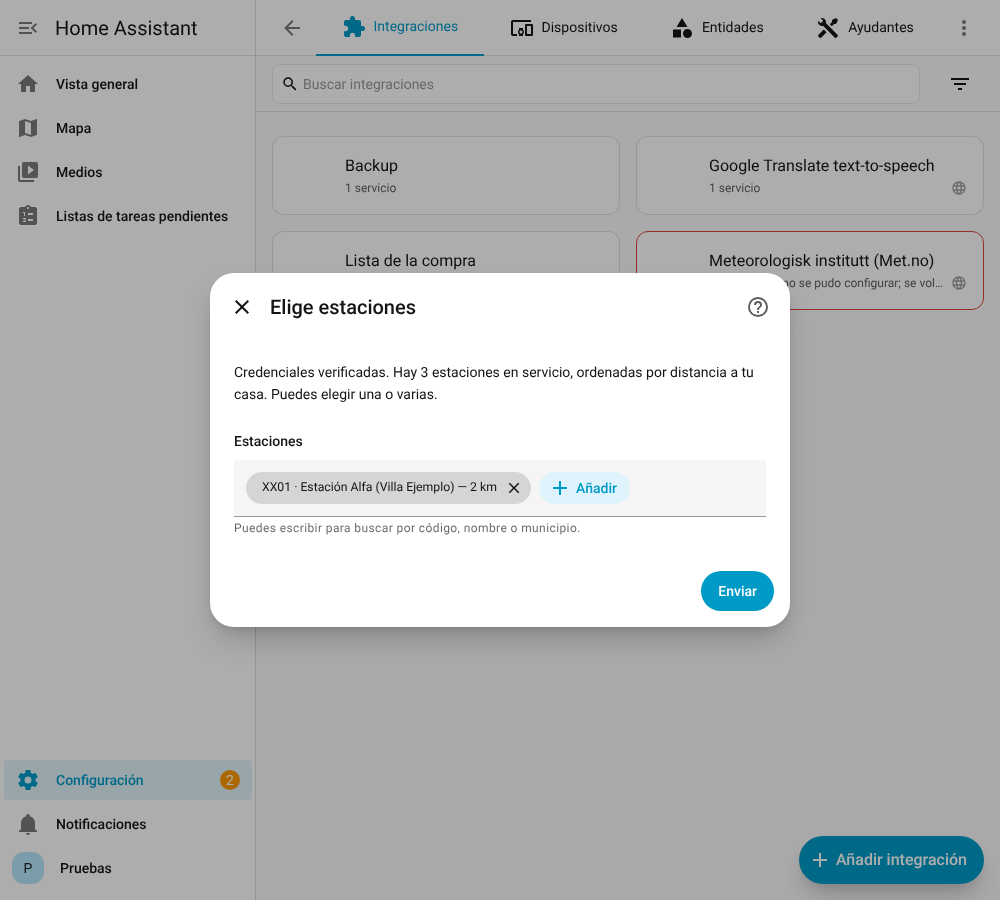 Home Assistant
Integraciones
Dispositivos
Entidades
Ayudantes
Vista general
Mapa
Medios
Listas de tareas pendientes
Buscar integraciones
Backup
1 servicio
Google Translate text-to-speech
1 servicio
Lista de la compra
Meteorologisk institutt (Met.no)
no se pudo configurar; se vol...
Elige estaciones
Credenciales verificadas. Hay 3 estaciones en servicio, ordenadas por distancia a tu
casa. Puedes elegir una o varias.
Estaciones
XX01 · Estación Alfa (Villa Ejemplo) — 2 km
Añadir
Puedes escribir para buscar por código, nombre o municipio.
Enviar
Configuración
2
Notificaciones
P
Pruebas
Añadir integración